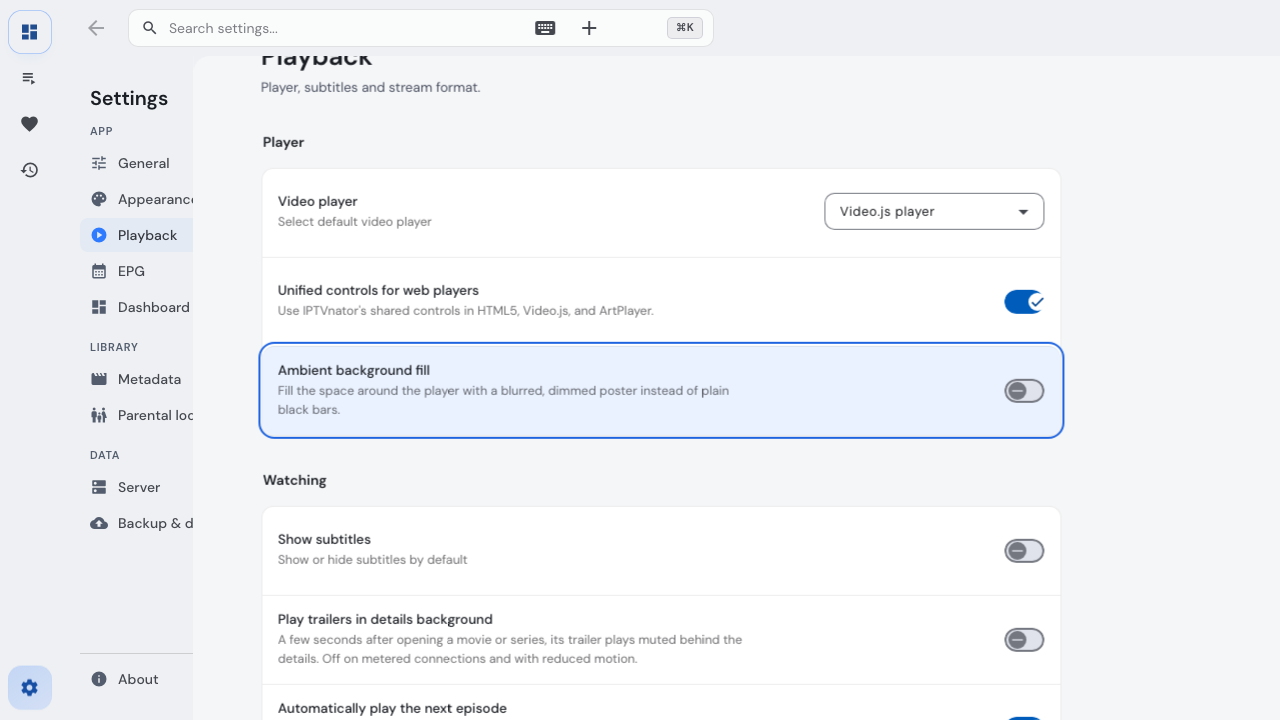 Search settings...
⌘K
Settings
APP
General
Appearance
Playback
EPG
Dashboard
LIBRARY
Metadata
Parental loc
DATA
Server
Backup & d
About
Playback
Player, subtitles and stream format.
Player
Video player
Select default video player
Video.js player
Unified controls for web players
Use IPTVnator's shared controls in HTML5, Video.js, and ArtPlayer.
Ambient background fill
Fill the space around the player with a blurred, dimmed poster instead of plain
black bars.
Watching
Show subtitles
Show or hide subtitles by default
Play trailers in details background
A few seconds after opening a movie or series, its trailer plays muted behind the
details. Off on metered connections and with reduced motion.
Automatically play the next episode